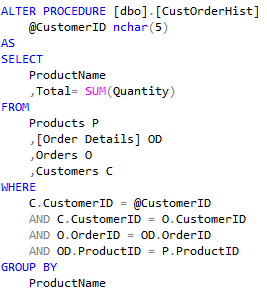 ALTER PROCEDURE [dbo].[CustOrderHist]
    @CustomerID nchar(5)
AS
SELECT
    ProductName
    ,Total= SUM(Quantity)
FROM
    Products P
    ,[Order Details] OD
    ,Orders O
    ,Customers C
WHERE
    C.CustomerID = @CustomerID
    AND C.CustomerID = O.CustomerID
    AND O.OrderID = OD.OrderID
    AND OD.ProductID = P.ProductID
GROUP BY
    ProductName